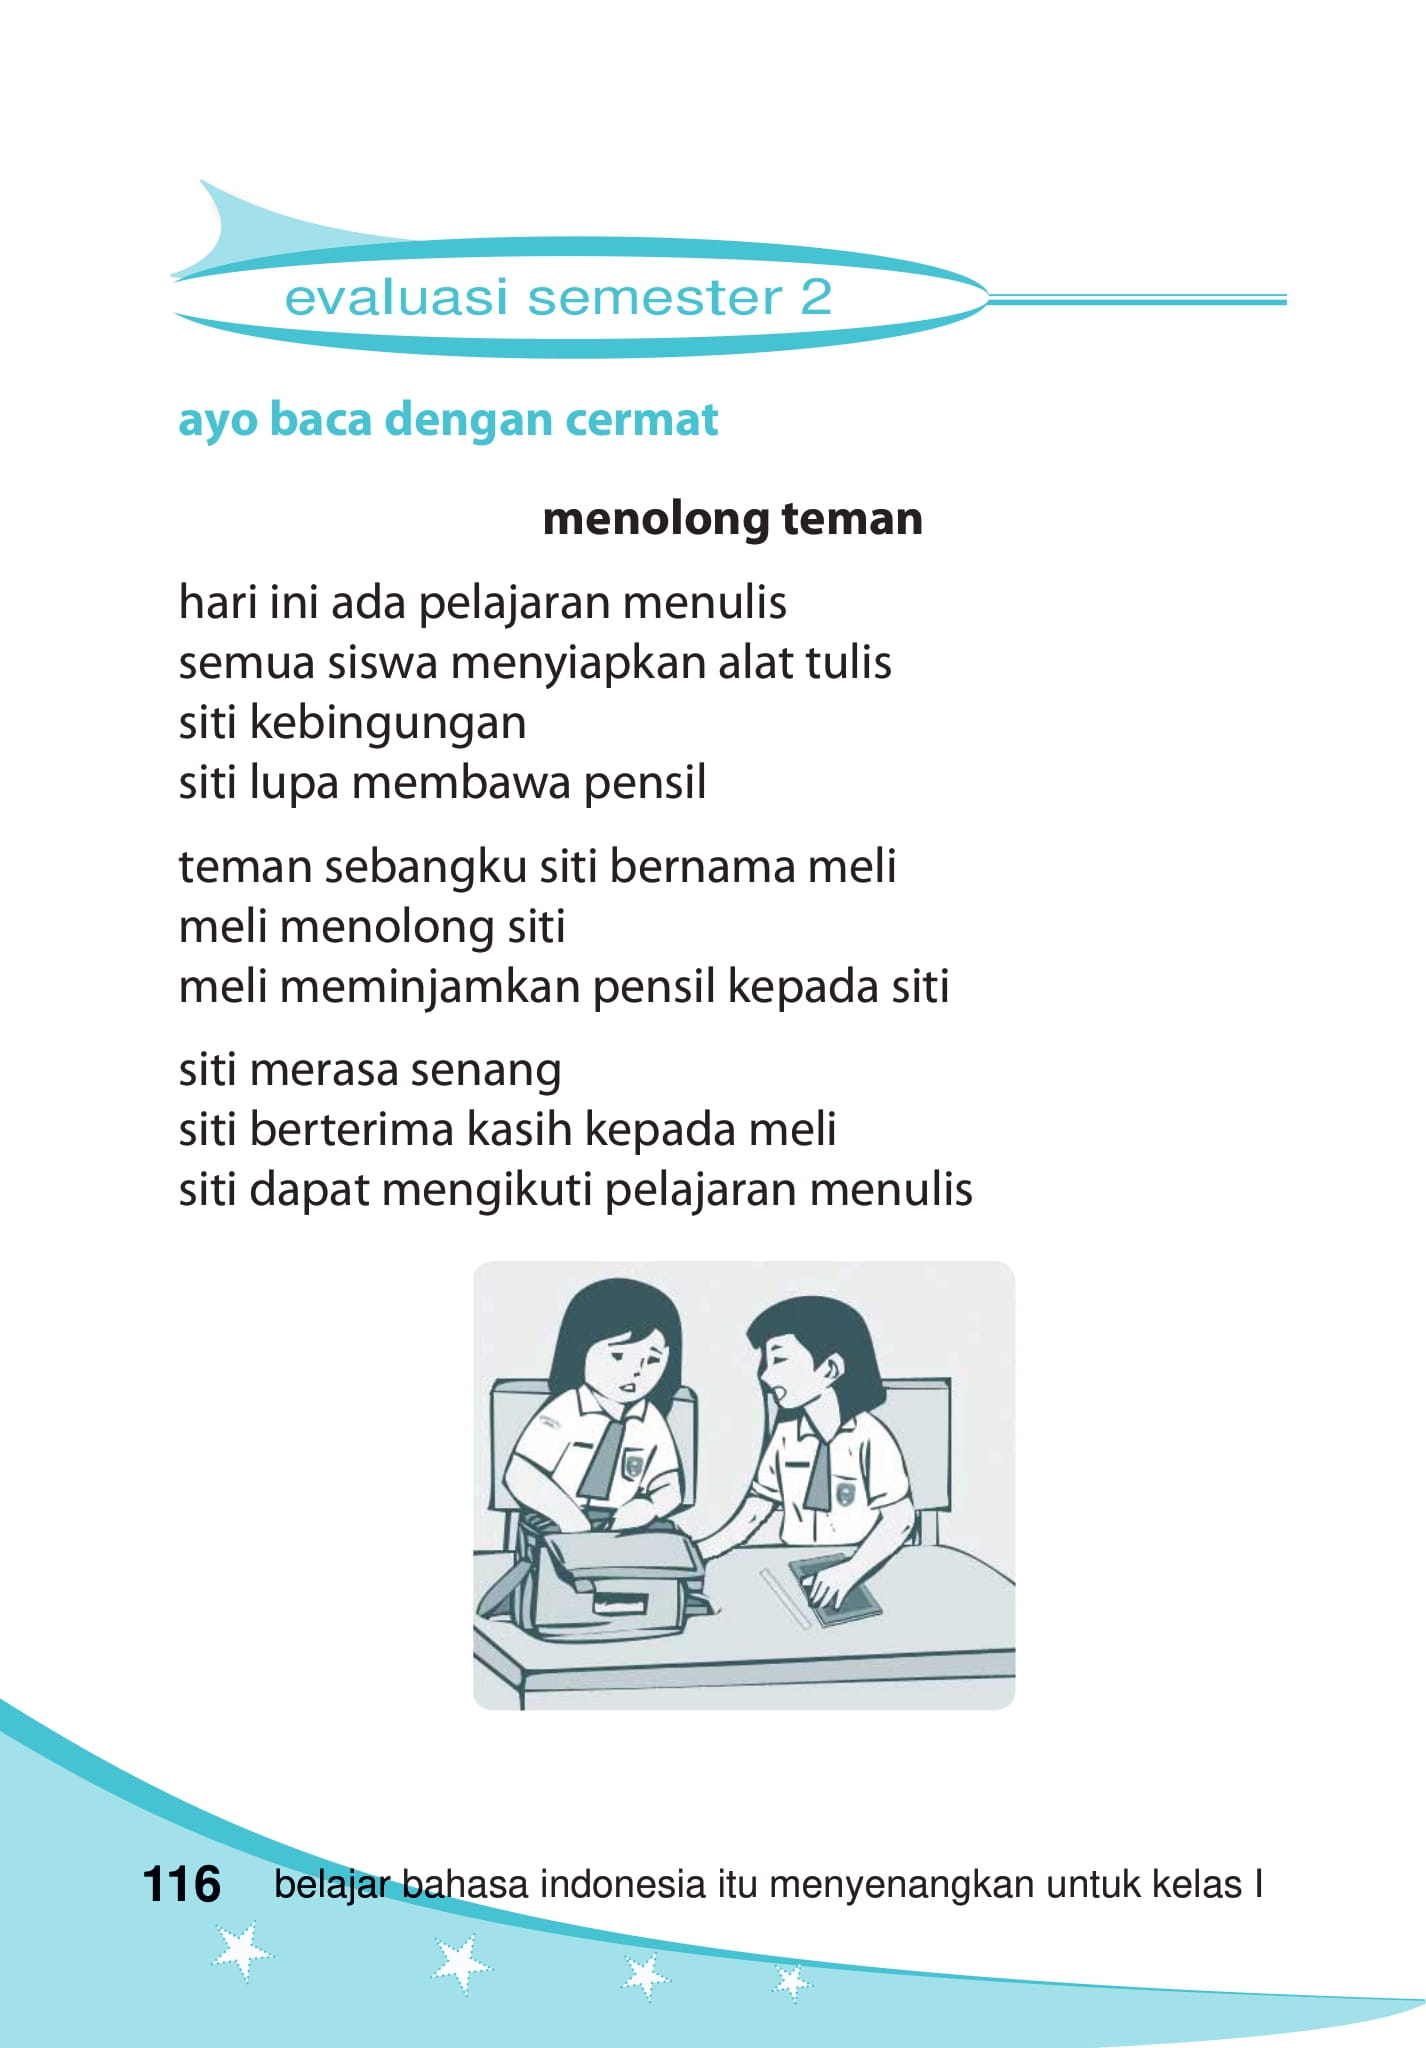 evaluasi semester 2
ayo baca dengan cermat
menolong teman
hari ini ada pelajaran menulis
semua siswa menyiapkan alat tulis
siti kebingungan
siti lupa membawa pensil
teman sebangku siti bernama meli
meli menolong siti
meli meminjamkan pensil kepada siti
siti merasa senang
siti berterima kasih kepada meli
siti dapat mengikuti pelajaran menulis
116 belajar bahasa indonesia itu menyenangkan untuk kelas I